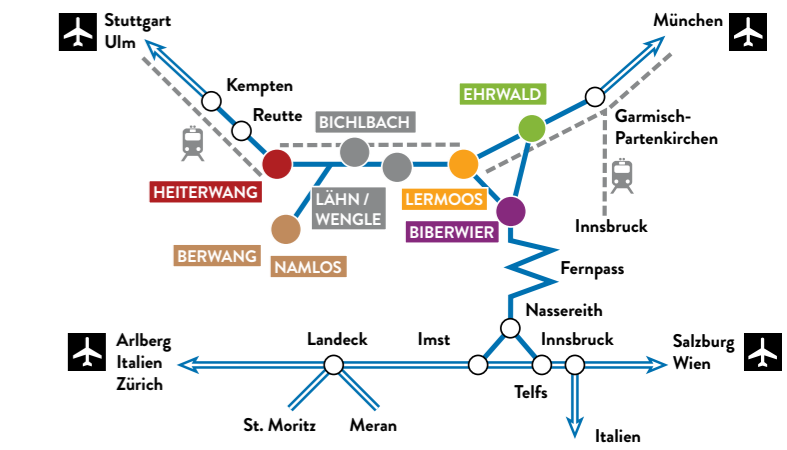 Stuttgart
Ulm
München
Kempten
Reutte
EHRWALD
BICHLBACH
Garmisch-
Partenkirchen
HEITERWANG
LÄHN /
WENGLE
LERMOOS
BIBERWIER
Innsbruck
BERWANG
NAMLOS
Fernpass
Nassereith
Arlberg
Italien
Zürich
Landeck
Imst
Innsbruck
Salzburg
Wien
Telfs
St. Moritz
Meran
Italien